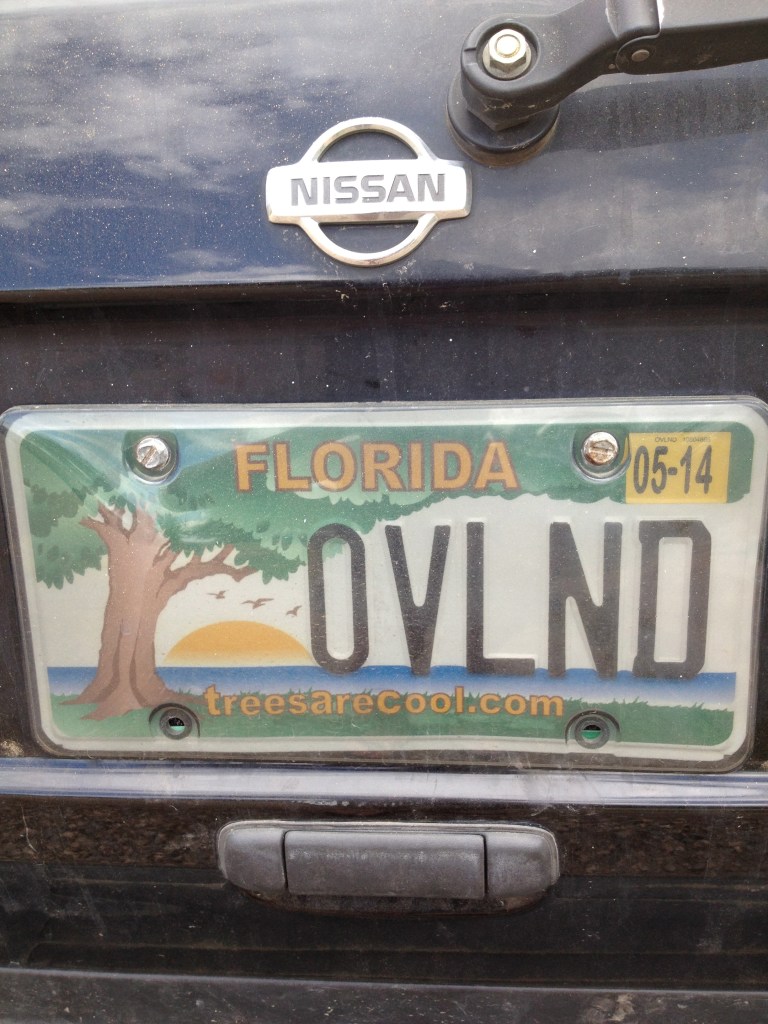 NISSAN
FLORIDA
05-14
OVLND
treesarecool.com